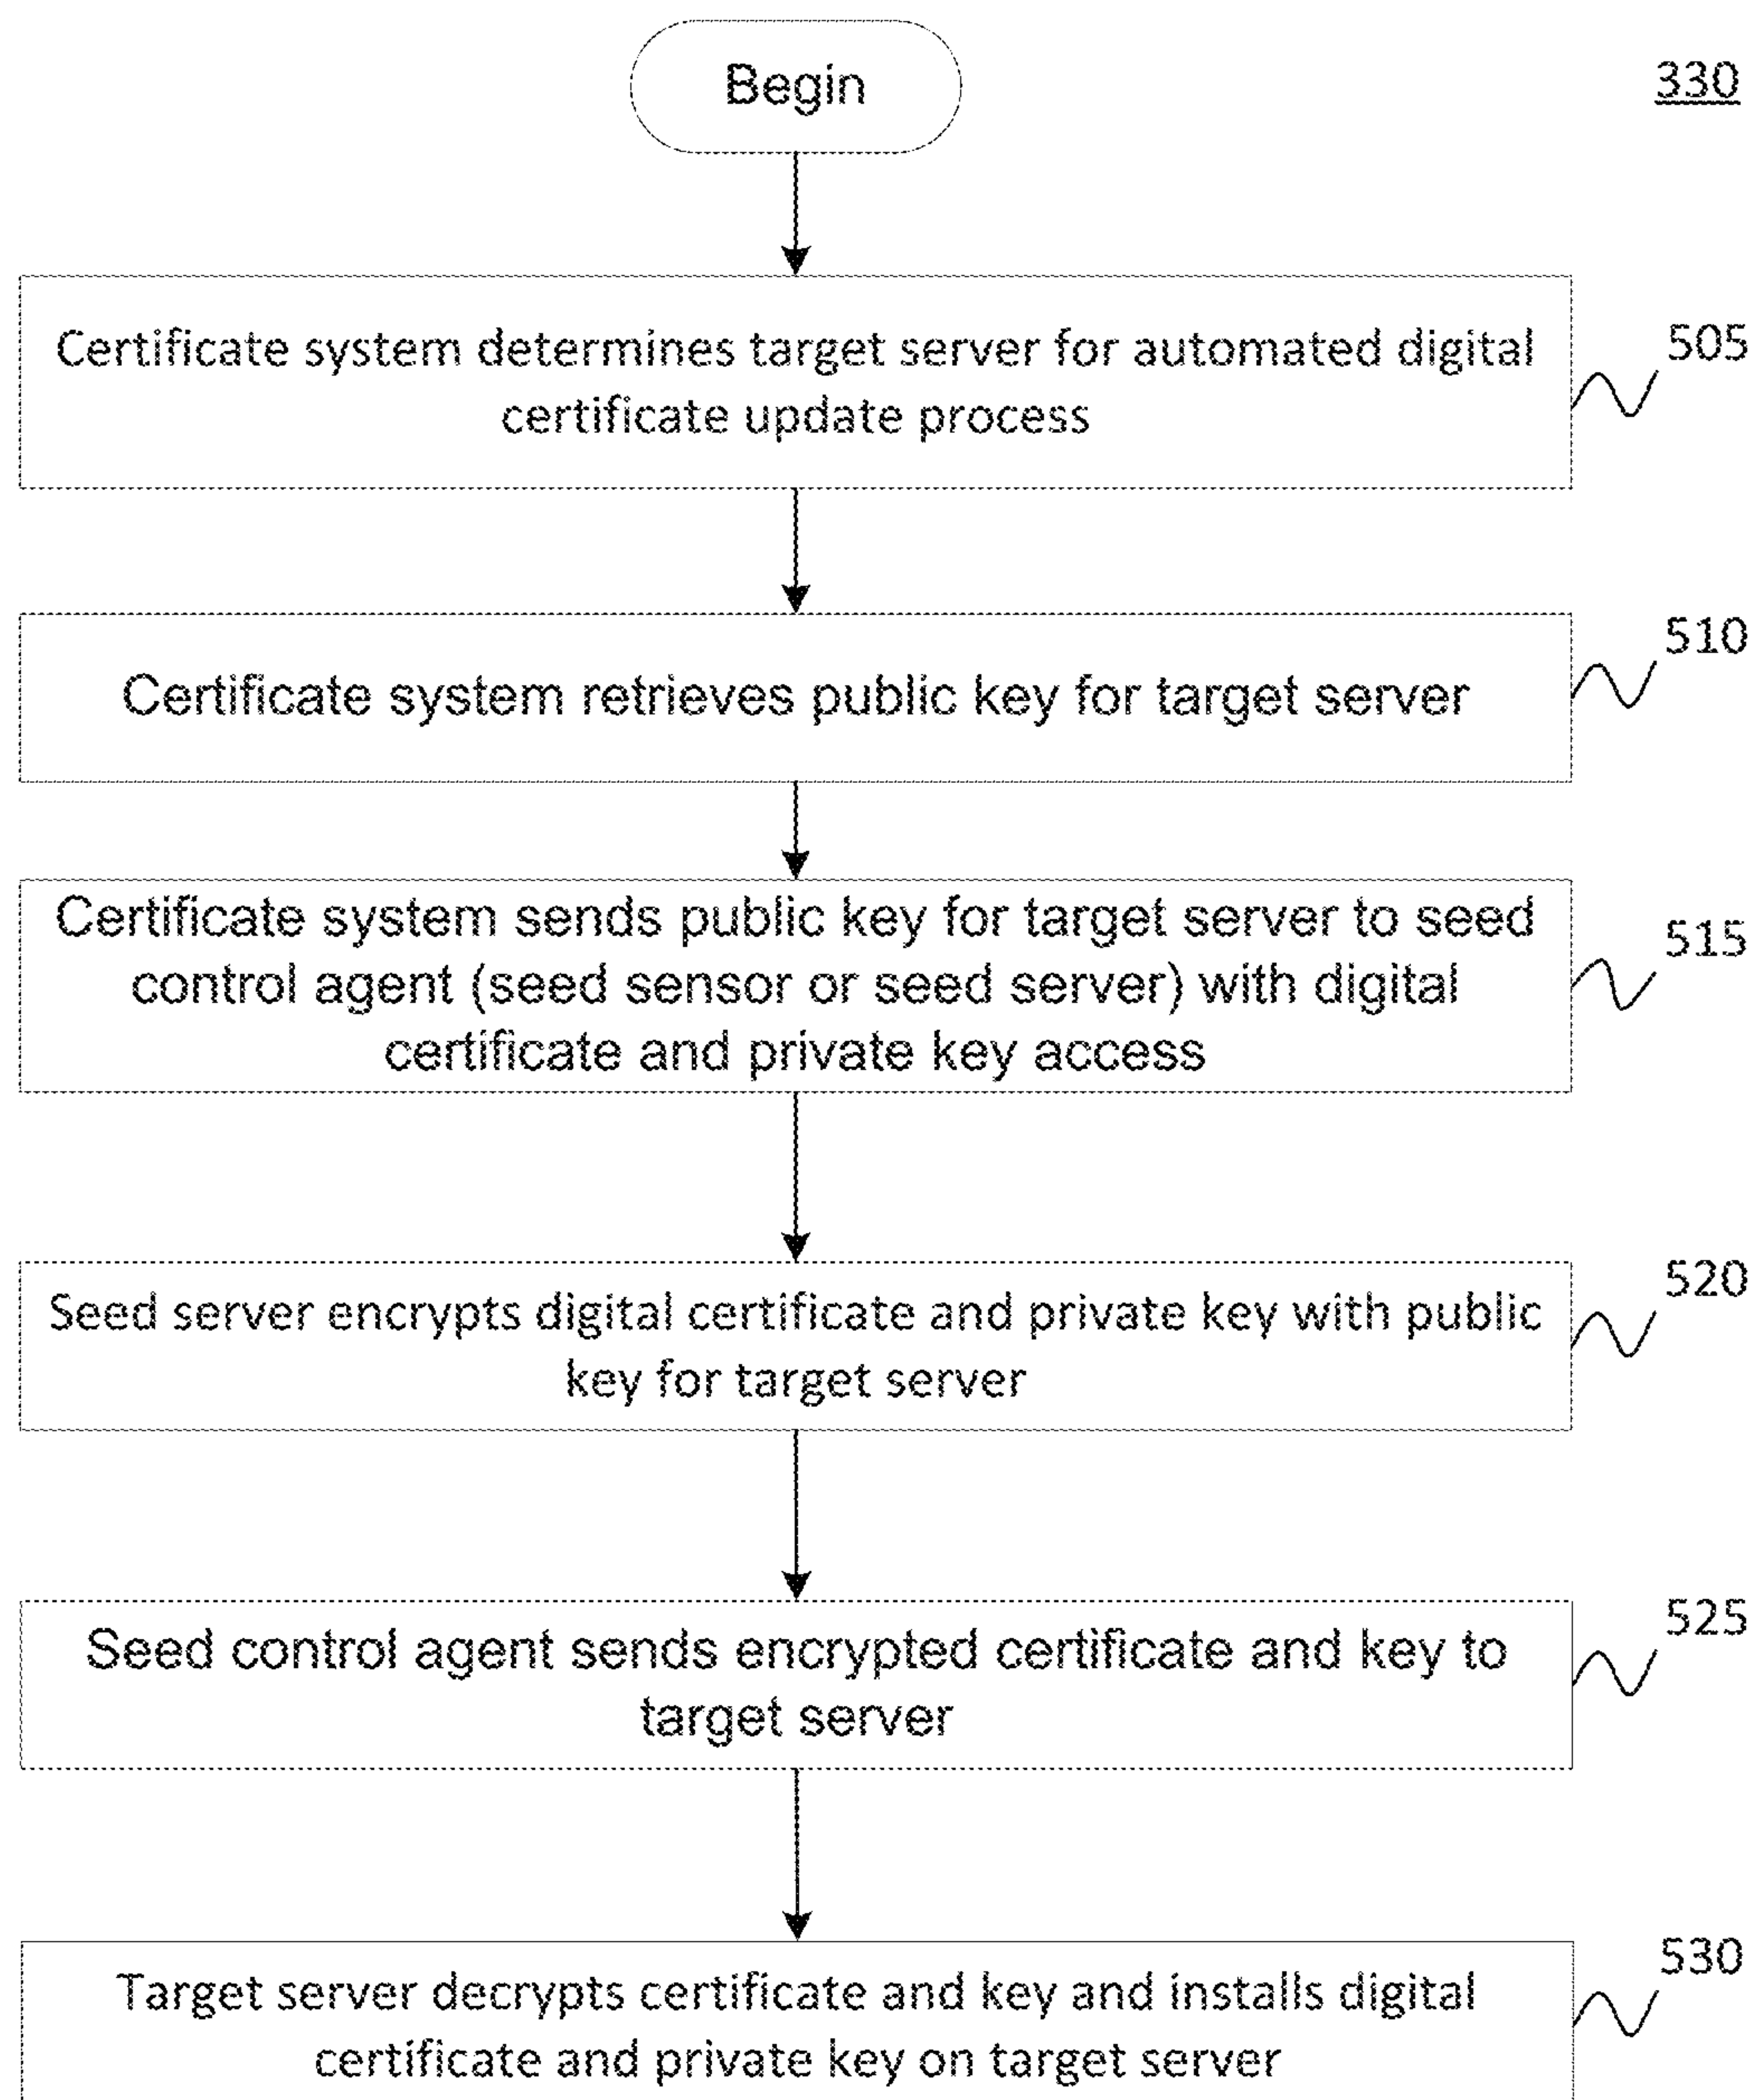 Begin
330
Certificate system determines target server for automated digital
certificate update process
505
Certificate system retrieves public key for target server
510
Certificate system sends public key for target server to seed
control agent (seed sensor or seed server) with digital
certificate and private key access
515
Seed server encrypts digital certificate and private key with public
key for target server
520
Seed control agent sends encrypted certificate and key to
target server
525
Target server decrypts certificate and key and installs digital
certificate and private key on target server
530